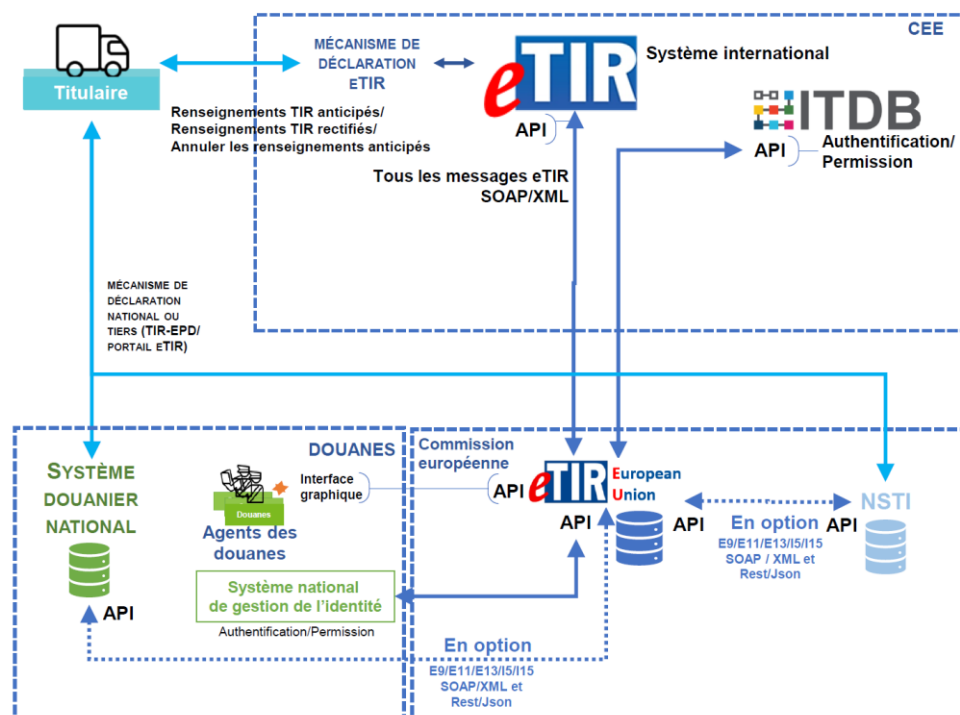 CEE
MÉCANISME DE
DÉCLARATION
eTIR
eTIR
Système international
Titulaire
Renseignements TIR anticipés/
Renseignements TIR rectifiés/
Annuler les renseignements anticipés
API
ITDB
API
Authentification/
Permission
Tous les messages eTIR
SOAP/XML
MÉCANISME DE
DÉCLARATION
NATIONAL OU
TIERS (TIR-EPD/
PORTAIL ETIR)
DOUANES
Commission
européenne
SYSTÈME
DOUANIER
NATIONAL
Interface
graphique
Douanes
Agents des
douanes
API
eTIR
European
Union
API
API
En option
E9/E11/E13/I5/I15
SOAP / XML et
Rest/Json
API
NSTI
Système national
de gestion de l'identité
Authentification/Permission
API
En option
E9/E11/E13/I5/I15
SOAP/XML et
Rest/Json